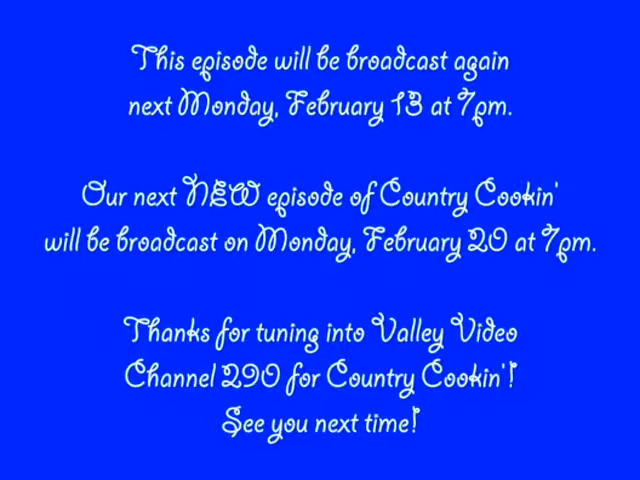 This episode will be broadcast again
next Monday, February 13 at 7pm.
Our next NEW episode of Country Cookin'
will be broadcast on Monday, February 20 at 7pm.
Thanks for tuning into Valley Video
Channel 290 for Country Cookin'!
See you next time!